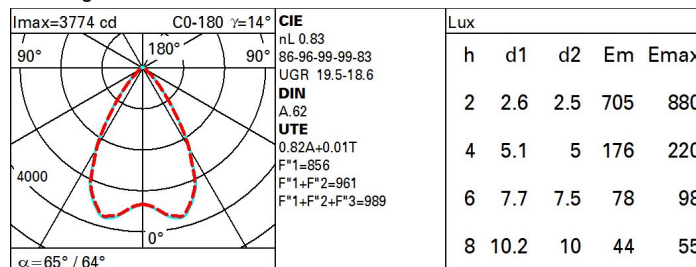 Imax=3774 cd C0-180 γ=14°
90° 180° 90°
4000
0°
α=65° / 64°
CIE
nL 0.83
86-96-99-99-83
UGR 19.5-18.6
DIN
A.62
UTE
0.82A+0.01T
F"1=856
F"1+F"2=961
F"1+F"2+F"3=989
Lux
h d1 d2 Em Emax
2 2.6 2.5 705 880
4 5.1 5 176 220
6 7.7 7.5 78 98
8 10.2 10 44 55